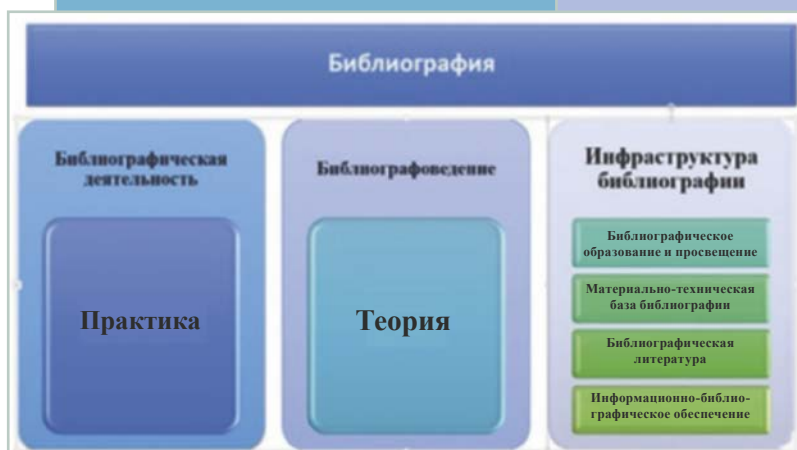 Библиография
Библиографическая
деятельность
Практика
Библиографоведение
Теория
Инфраструктура
библиографии
Библиографическое
образование и просвещение
Материально-техническая
база библиографии
Библиографическая
литература
Информационно-библио-
графическое обеспечение